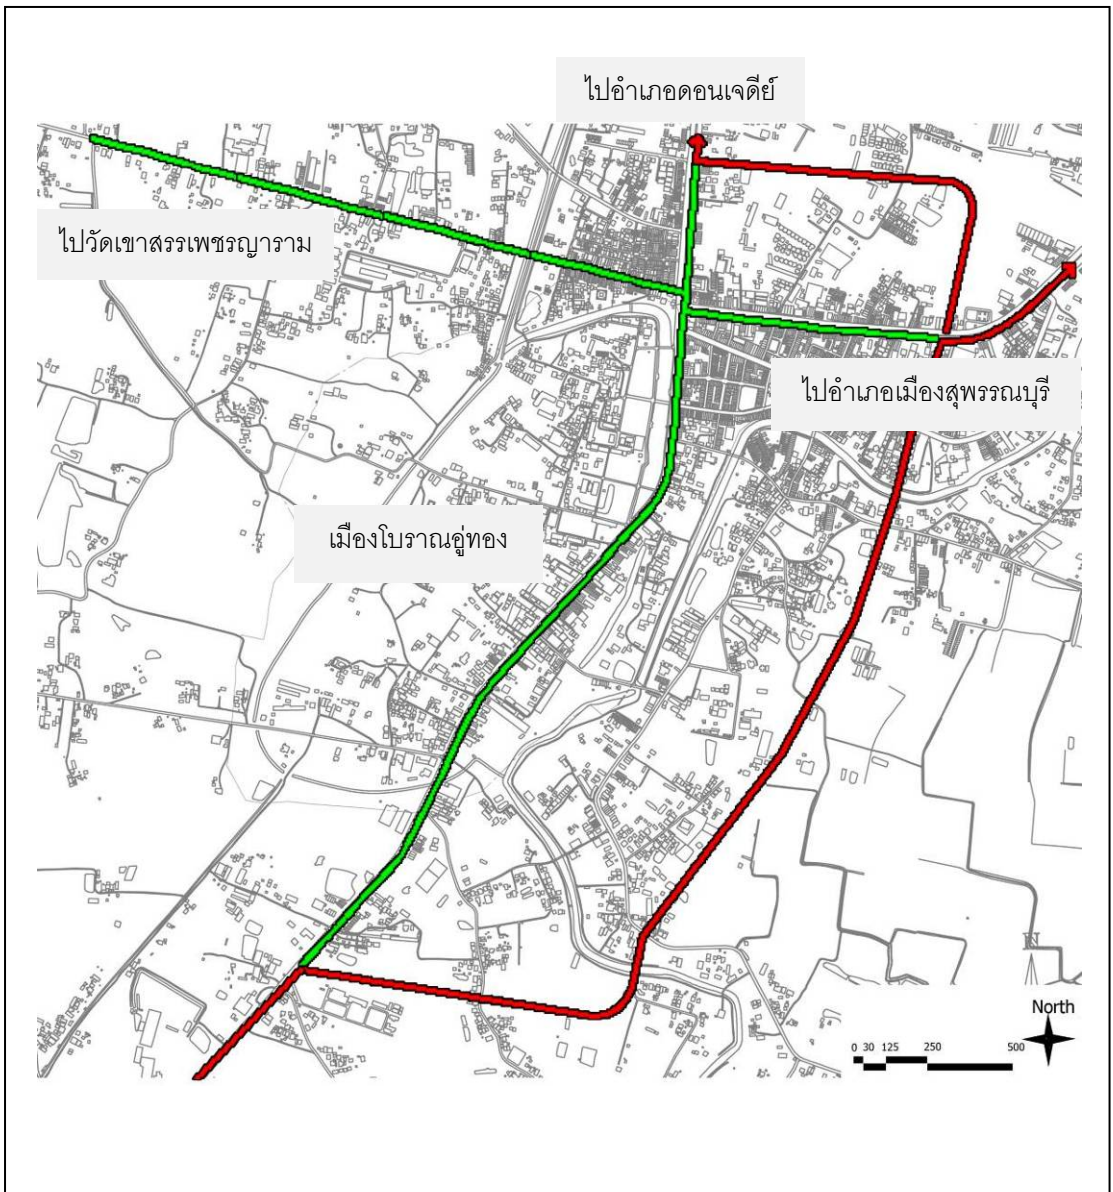 ไปอำเภอดอนเจดีย์
ไปวัดเขาสรรเพชรญาราม
ไปอำเภอเมืองสุพรรณบุรี
เมืองโบราณอู่ทอง
N
North
0 30 125 250 500